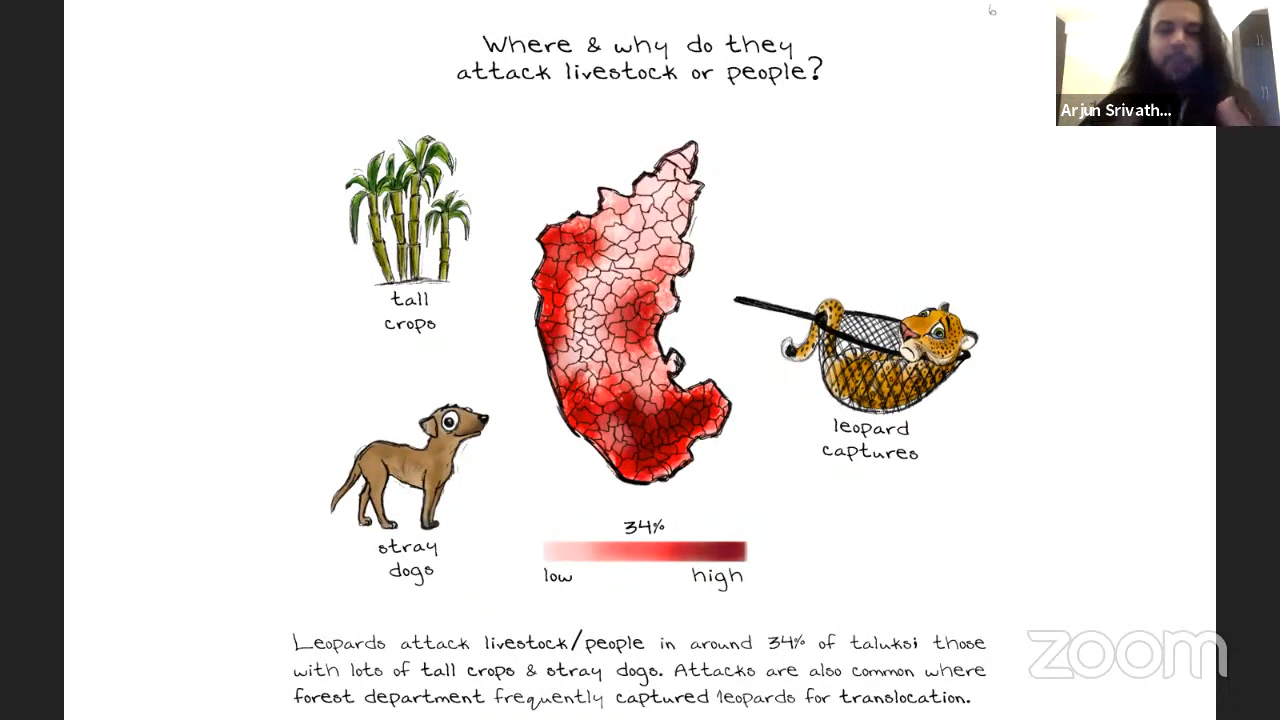 6
Where & why do they
attack livestock or people?
Arjun Srivath...
tall
crops
leopard
captures
stray
dogs
34%
low
high
Leopards attack livestock/people in around 34% of taluks; those
with lots of tall crops & stray dogs. Attacks are also common where
forest department frequently captured leopards for translocation.
zoom